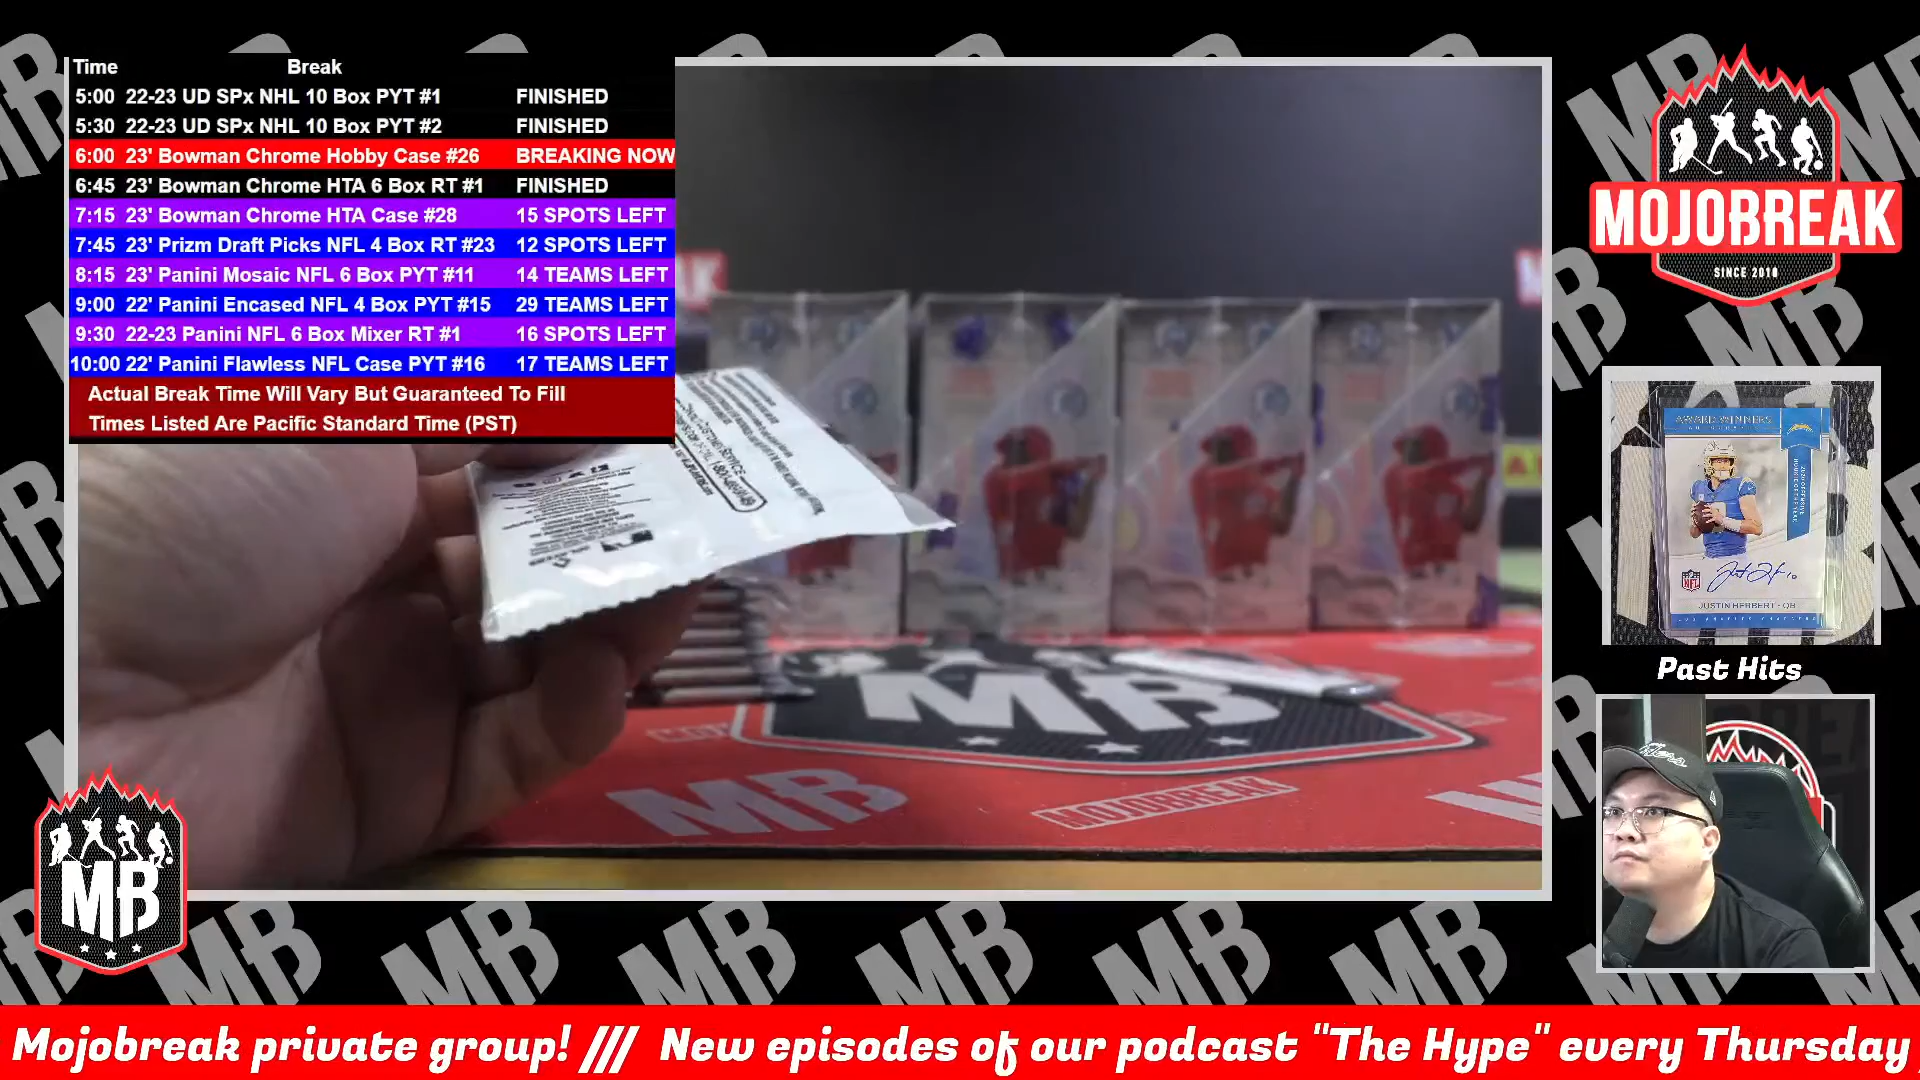 Time Break
5:00 22-23 UD SPx NHL 10 Box PYT #1 FINISHED
5:30 22-23 UD SPx NHL 10 Box PYT #2 FINISHED
6:00 23' Bowman Chrome Hobby Case #26 BREAKING NOW
6:45 23' Bowman Chrome HTA 6 Box RT #1 FINISHED
7:15 23' Bowman Chrome HTA Case #28 15 SPOTS LEFT
7:45 23' Prizm Draft Picks NFL 4 Box RT #23 12 SPOTS LEFT
8:15 23' Panini Mosaic NFL 6 Box PYT #11 14 TEAMS LEFT
9:00 22' Panini Encased NFL 4 Box PYT #15 29 TEAMS LEFT
9:30 22-23 Panini NFL 6 Box Mixer RT #1 16 SPOTS LEFT
10:00 22' Panini Flawless NFL Case PYT #16 17 TEAMS LEFT
Actual Break Time Will Vary But Guaranteed To Fill
Times Listed Are Pacific Standard Time (PST)
MOJOBREAK
SINCE 2010
AWARD WINNERS
NFL
JUSTIN HERBERT - QB
LOS ANGELES CHARGERS
Past Hits
MB
MB
MOJOBREAK
MB
Mojobreak private group! /// New episodes of our podcast "The Hype" every Thursday